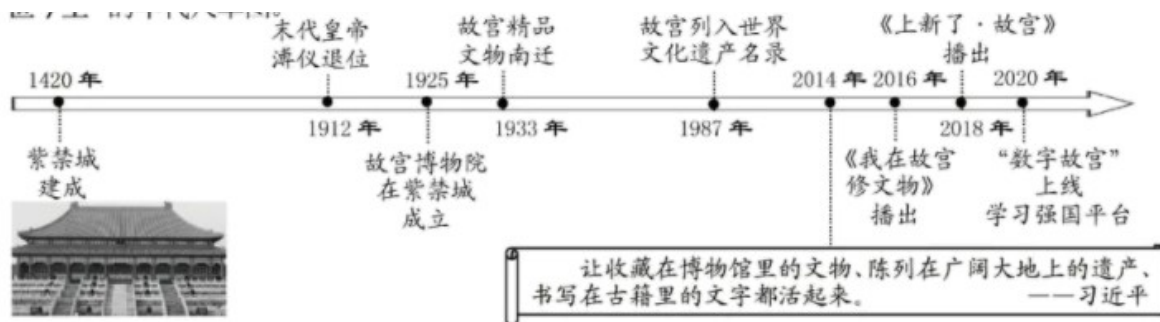 末代皇帝
溥仪退位
故宫精品
文物南迁
故宫列入世界
文化遗产名录
《上新了·故宫》
播出
1420年
1925年
2014年
2016年
2020年
1912年
1933年
1987年
2018年
紫禁城
建成
故宫博物院
在紫禁城
成立
《我在故宫
修文物》
播出
“数字故宫”
上线
学习强国平台
让收藏在博物馆里的文物、陈列在广阔大地上的遗产、
书写在古籍里的文字都活起来。 ——习近平